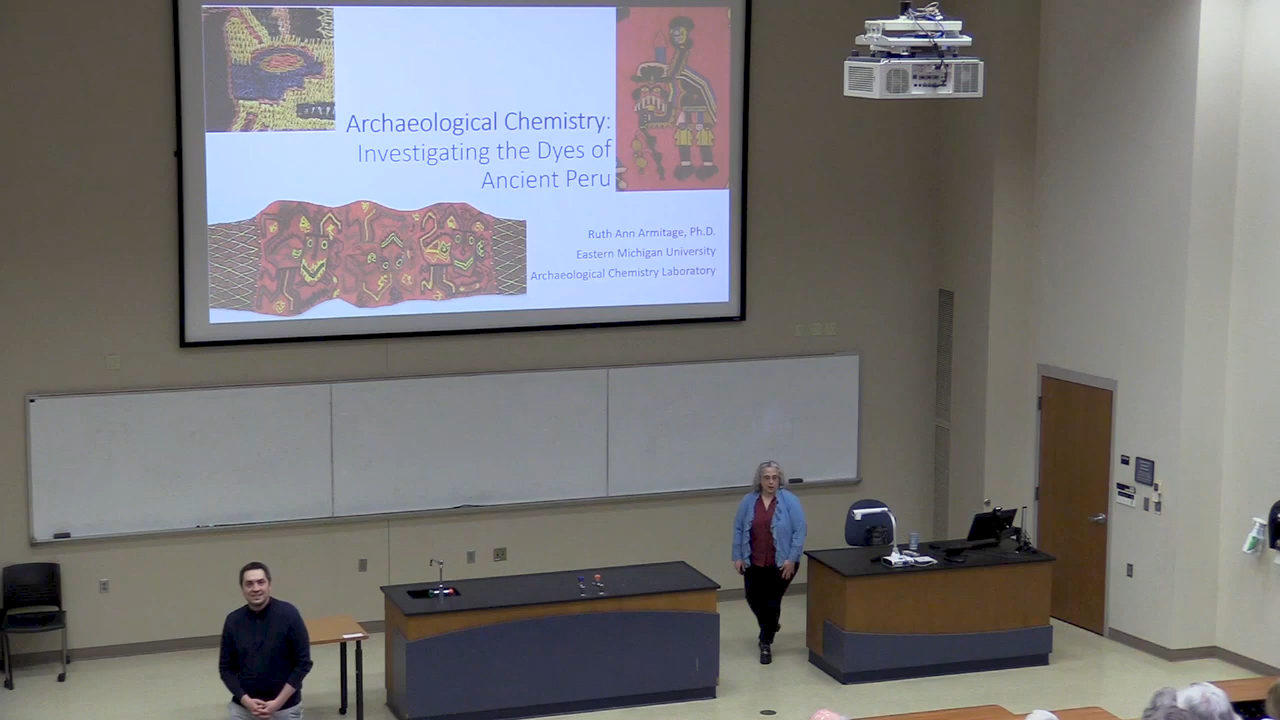 Archaeological Chemistry:
Investigating the Dyes of
Ancient Peru
Ruth Ann Armitage, Ph.D.
Eastern Michigan University
Archaeological Chemistry Laboratory